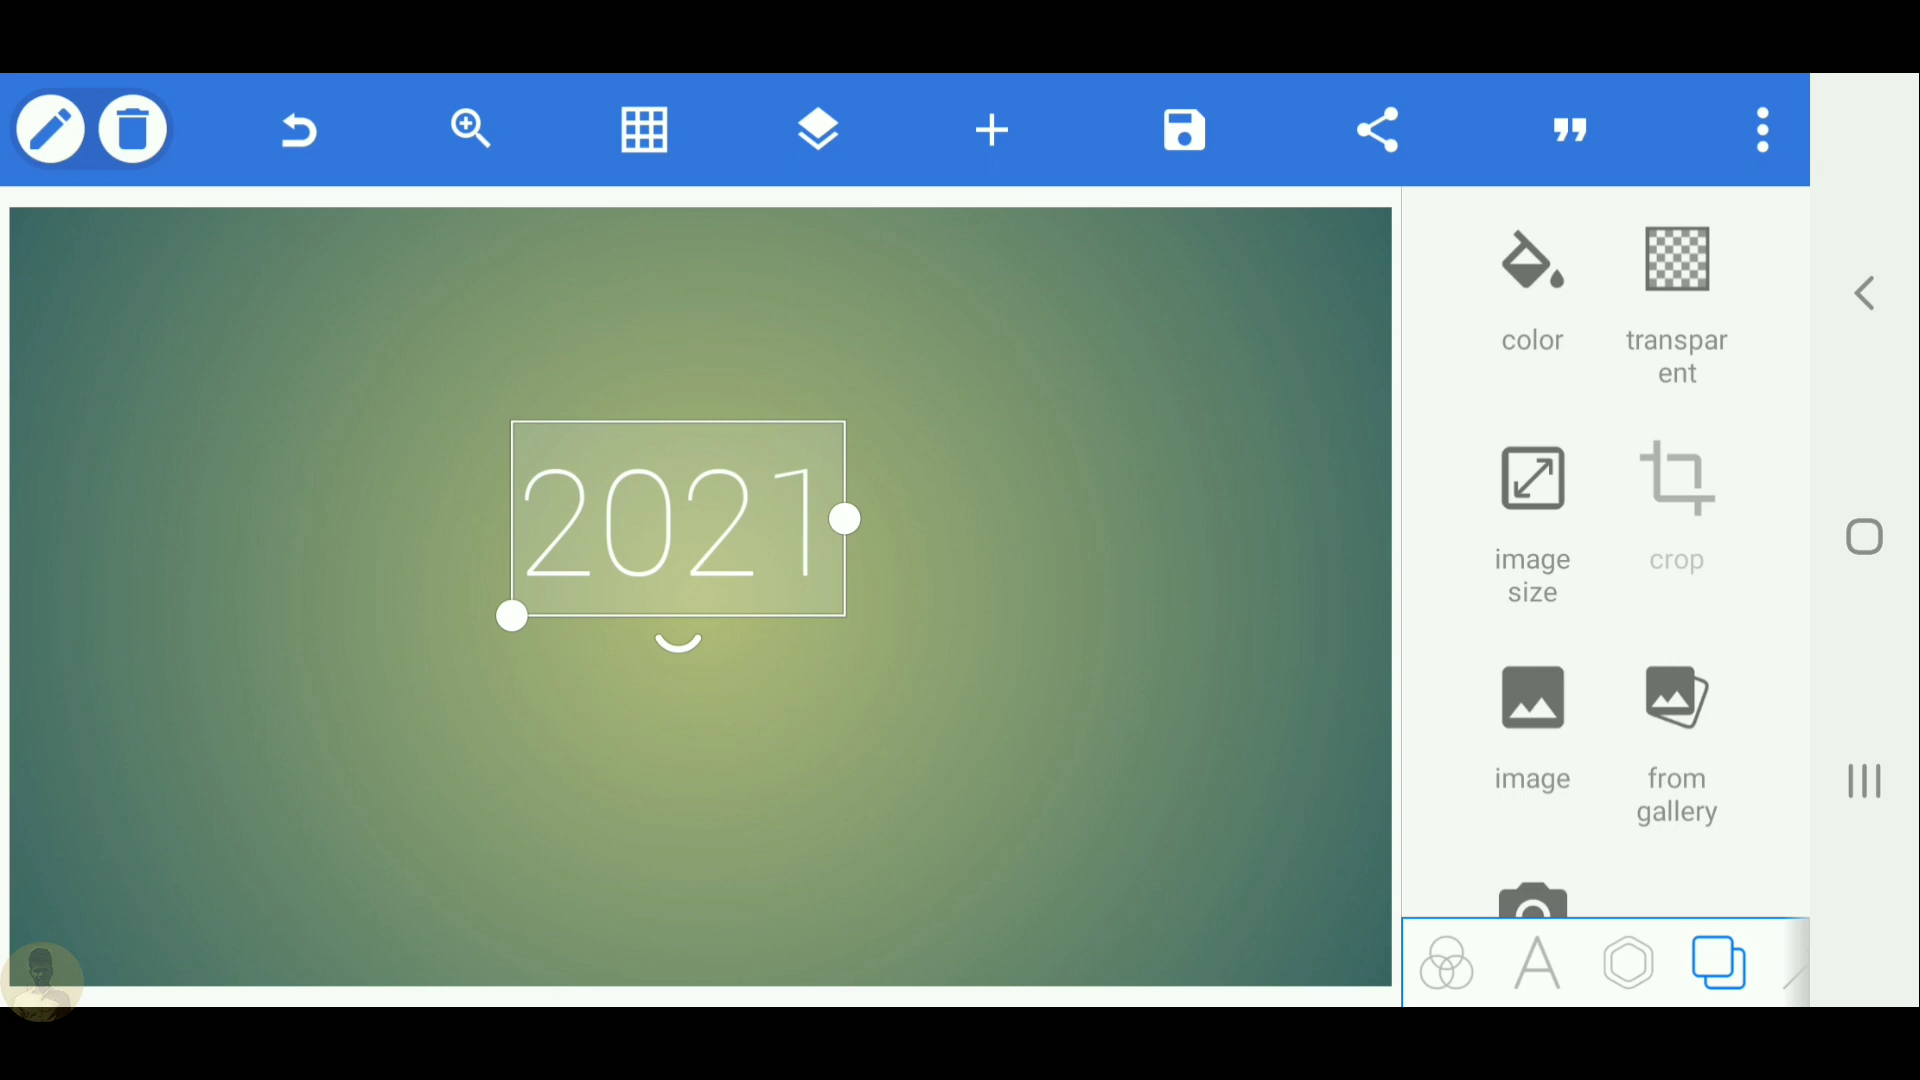 2021
color
transpar
ent
image
size
crop
image
from
gallery